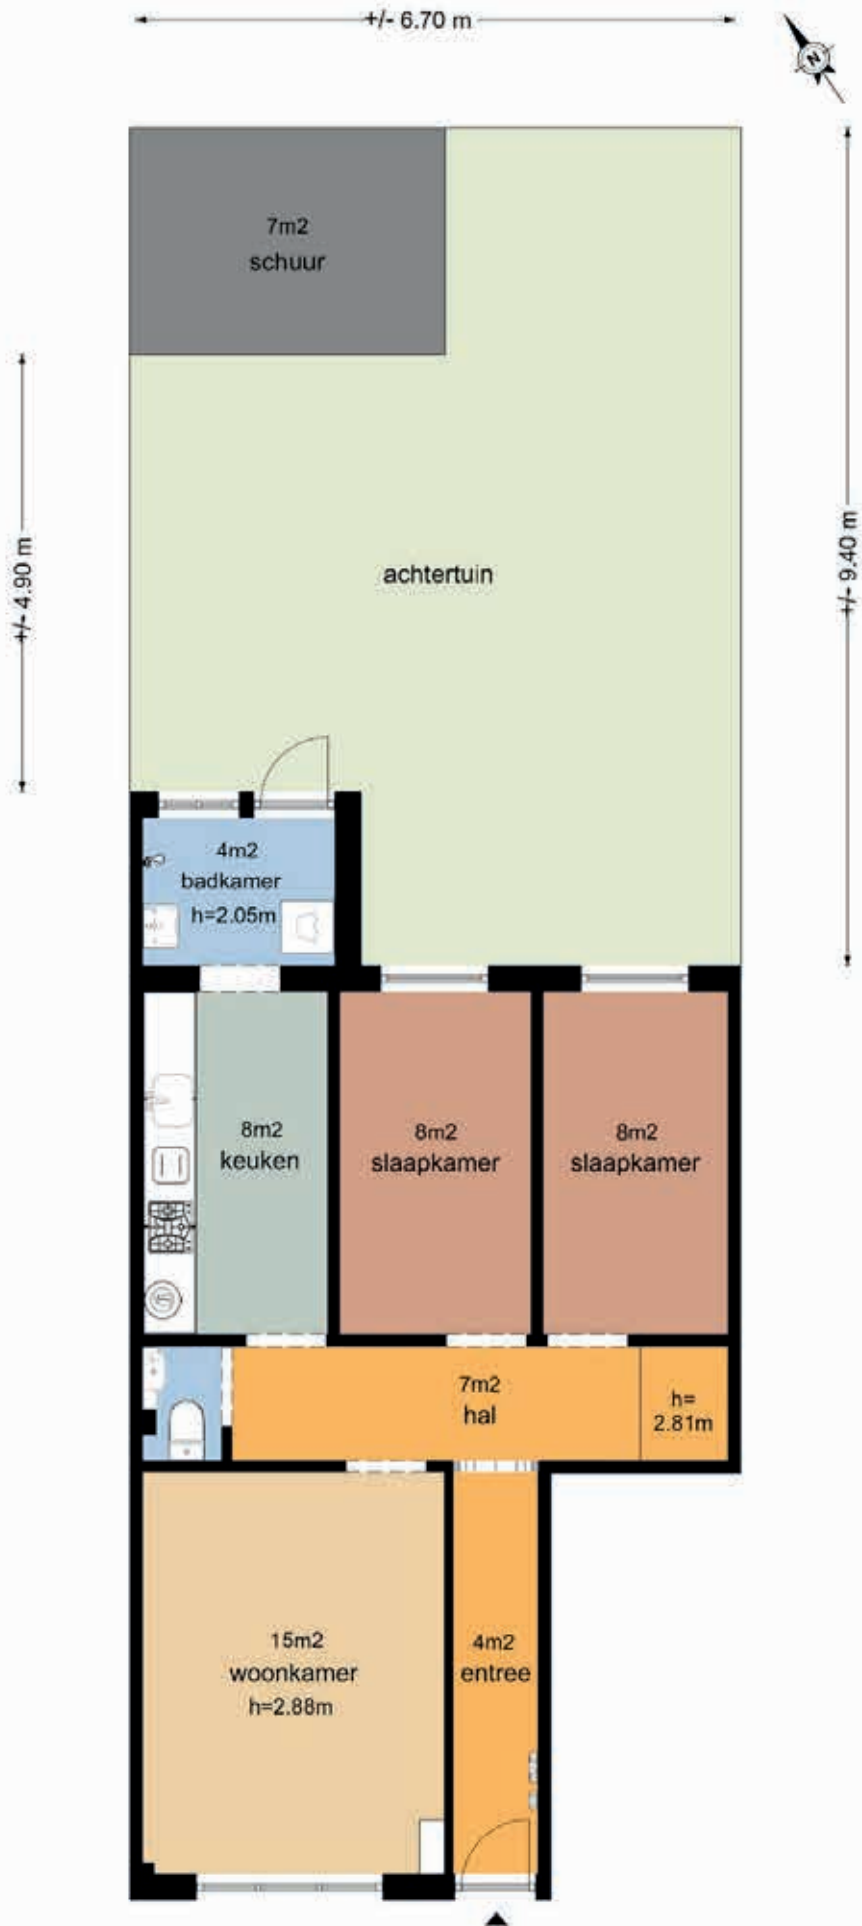 +/- 6.70 m
N
7m2
schuur
+/- 4.90 m
+/- 9.40 m
achtertuin
4m2
badkamer
h=2.05m
8m2
keuken
8m2
slaapkamer
8m2
slaapkamer
7m2
hal
h=
2.81m
15m2
woonkamer
h=2.88m
4m2
entree